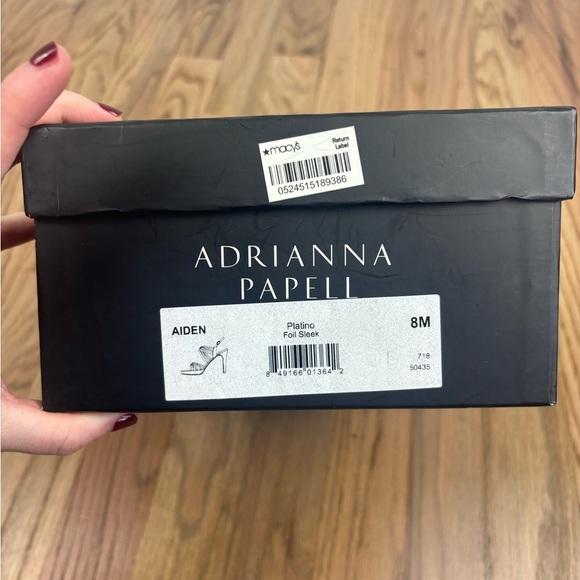 ★macy's Return
Label
0524515189386
ADRIANNA
PAPELL
AIDEN
Platino
Foil Sleek
8M
8 49166 01364 2
718
50435